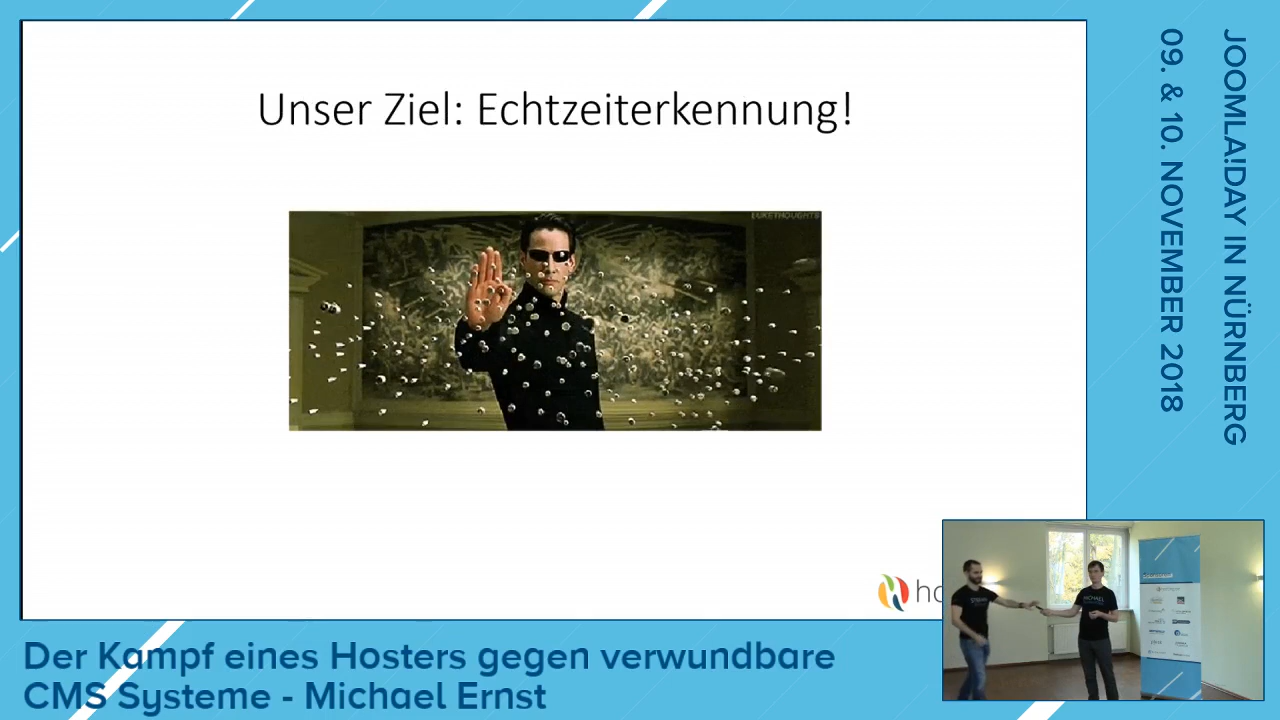 Unser Ziel: Echtzeiterkennung!
Der Kampf eines Hosters gegen verwundbare
CMS Systeme - Michael Ernst
JOOMLA!DAY IN NÜRNBERG
09. & 10. NOVEMBER 2018
MICHAEL